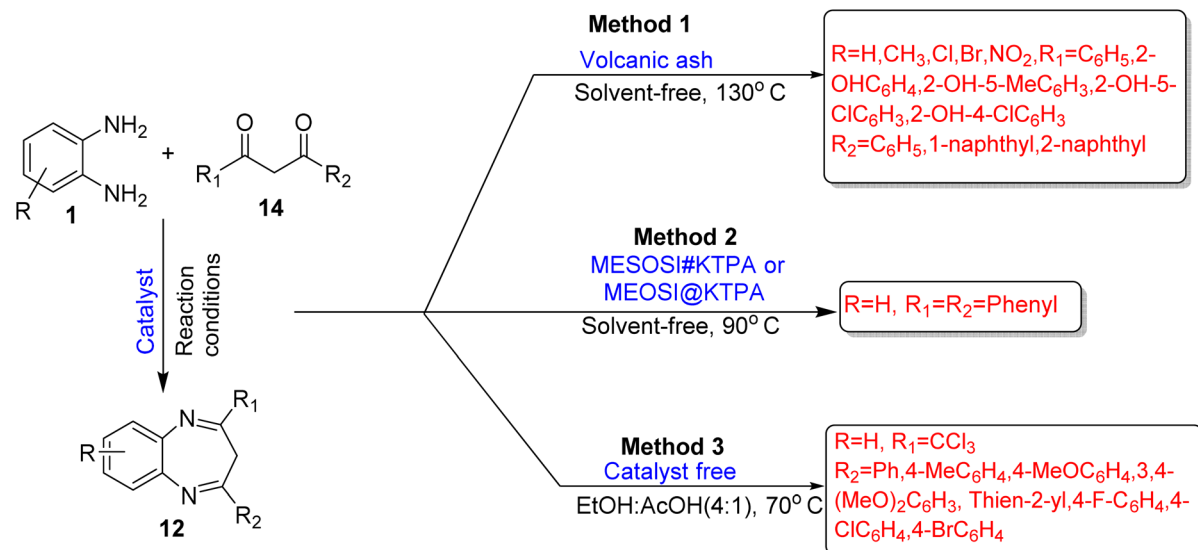 NH₂
NH₂
R
1
+
O
O
R₁
R₂
14
Catalyst
Reaction
conditions
R
N
N
R₁
R₂
12
Method 1
Volcanic ash
Solvent-free, 130° C
R=H,CH₃,Cl,Br,NO₂,R₁=C₆H₅,2-
OHC₆H₄,2-OH-5-MeC₆H₃,2-OH-5-
ClC₆H₃,2-OH-4-ClC₆H₃
R₂=C₆H₅,1-naphthyl,2-naphthyl
Method 2
MESOSI#KTPA or
MEOSI@KTPA
Solvent-free, 90° C
R=H, R₁=R₂=Phenyl
Method 3
Catalyst free
EtOH:AcOH(4:1), 70° C
R=H, R₁=CCl₃
R₂=Ph,4-MeC₆H₄,4-MeOC₆H₄,3,4-
(MeO)₂C₆H₃, Thien-2-yl,4-F-C₆H₄,4-
ClC₆H₄,4-BrC₆H₄